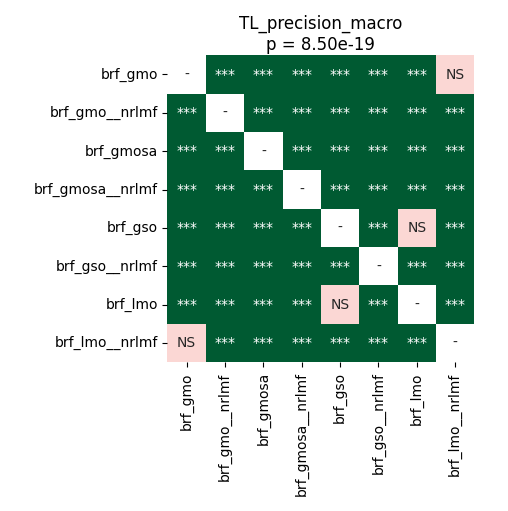 TL_precision_macro
p = 8.50e-19
brf_gmo - *** *** *** *** *** *** NS
brf_gmo__nrlmf *** - *** *** *** *** *** ***
brf_gmosa *** *** - *** *** *** *** ***
brf_gmosa__nrlmf *** *** *** - *** *** *** ***
brf_gso *** *** *** *** - *** NS ***
brf_gso__nrlmf *** *** *** *** *** - *** ***
brf_lmo *** *** *** *** NS *** - ***
brf_lmo__nrlmf NS *** *** *** *** *** *** -
brf_gmo
brf_gmo__nrlmf
brf_gmosa
brf_gmosa__nrlmf
brf_gso
brf_gso__nrlmf
brf_lmo
brf_lmo__nrlmf